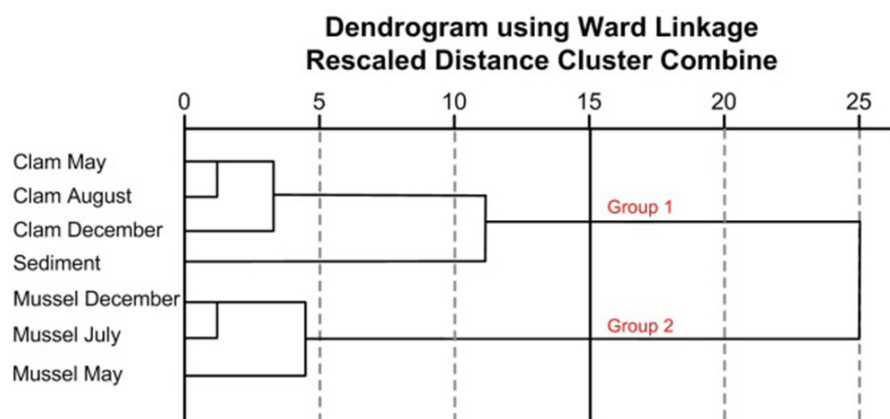 Dendrogram using Ward Linkage
Rescaled Distance Cluster Combine
0 5 10 15 20 25
Clam May
Clam August
Group 1
Clam December
Sediment
Mussel December
Group 2
Mussel July
Mussel May